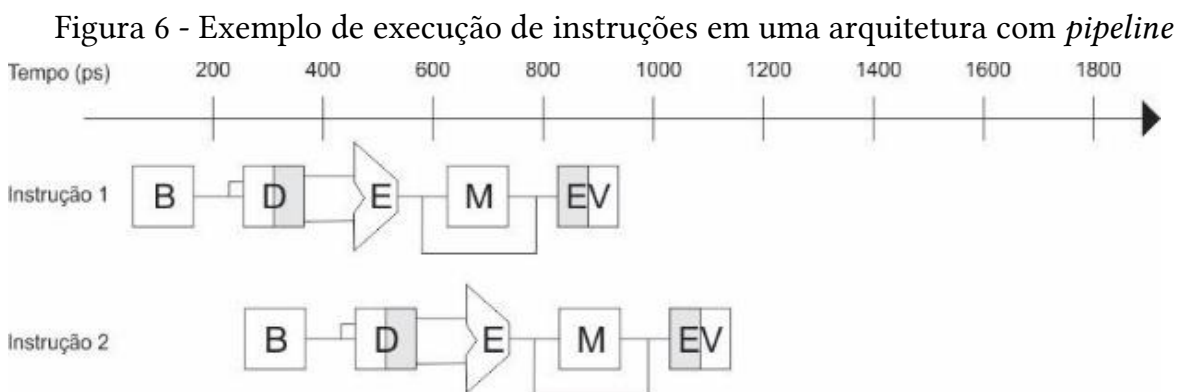 Figura 6 - Exemplo de execução de instruções em uma arquitetura com pipeline
Tempo (ps) 200 400 600 800 1000 1200 1400 1600 1800
Instrução 1 B D E M EV
Instrução 2 B D E M EV